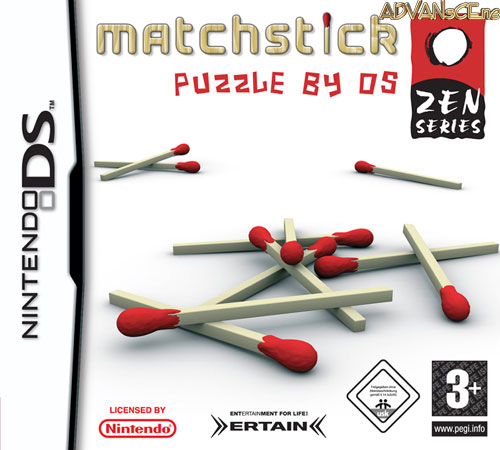 ADVANsCEne
matchstick
PUZZLE BY DS
ZEN
SERIES
NINTENDO DS™
LICENSED BY
Nintendo
ENTERTAINMENT FOR LIFE!
ERTAIN
usk
3+
www.pegi.info